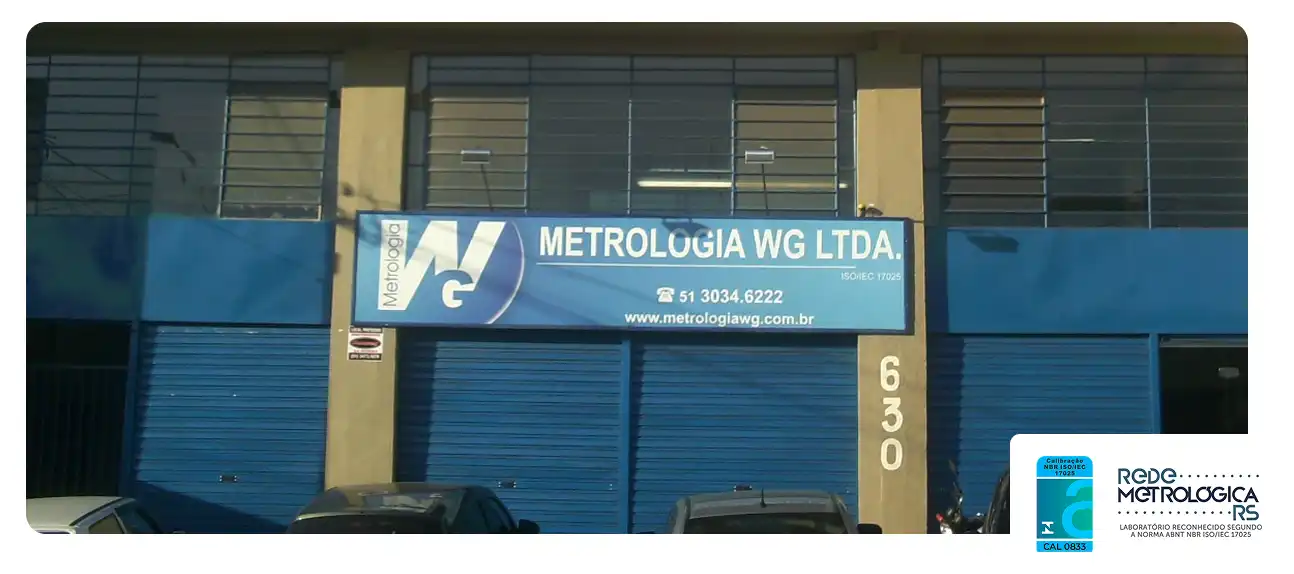 Metrologia
WG
METROLOGIA WG LTDA.
ISO/IEC 17025
☎ 51 3034.6222
www.metrologiawg.com.br
630
Calibração
NBR ISO/IEC
17025
CAL 0833
REDE
METROLÓGICA
RS
LABORATÓRIO RECONHECIDO SEGUNDO
A NORMA ABNT NBR ISO/IEC 17025